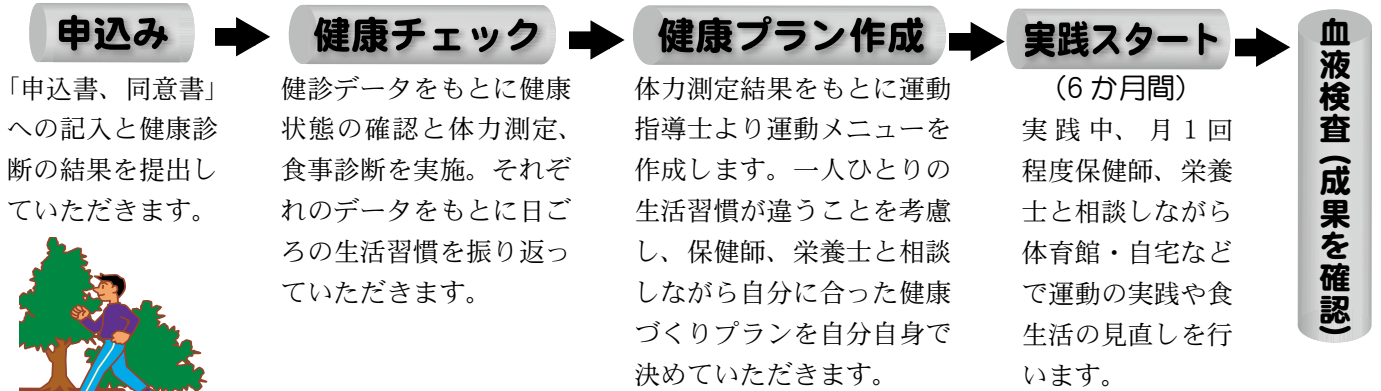 申込み
「申込書、同意書」
への記入と健康診
断の結果を提出し
ていただきます。
健康チェック
健診データをもとに健康
状態の確認と体力測定、
食事診断を実施。それぞ
れのデータをもとに日ご
ろの生活習慣を振り返っ
ていただきます。
健康プラン作成
体力測定結果をもとに運動
指導士より運動メニューを
作成します。一人ひとりの
生活習慣が違うことを考慮
し、保健師、栄養士と相談
しながら自分に合った健康
づくりプランを自分自身で
決めていただきます。
実践スタート
(6か月間)
実践中、月1回
程度保健師、栄養
士と相談しながら
体育館・自宅など
で運動の実践や食
生活の見直しを行
います。
血液検査(成果を確認)